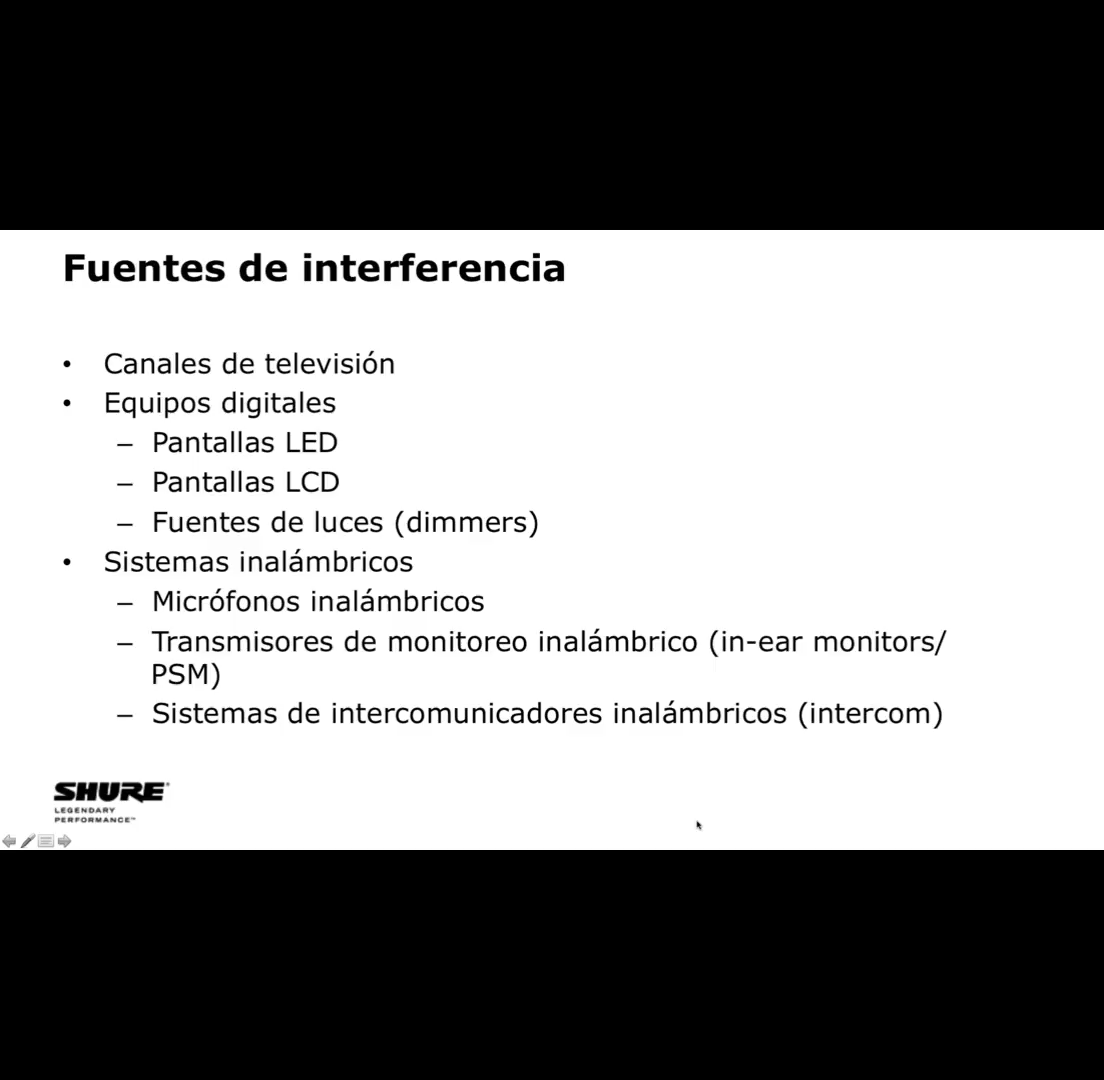 Fuentes de interferencia
• Canales de televisión
• Equipos digitales
– Pantallas LED
– Pantallas LCD
– Fuentes de luces (dimmers)
• Sistemas inalámbricos
– Micrófonos inalámbricos
– Transmisores de monitoreo inalámbrico (in-ear monitors/
PSM)
– Sistemas de intercomunicadores inalámbricos (intercom)
SHURE®
LEGENDARY
PERFORMANCE™